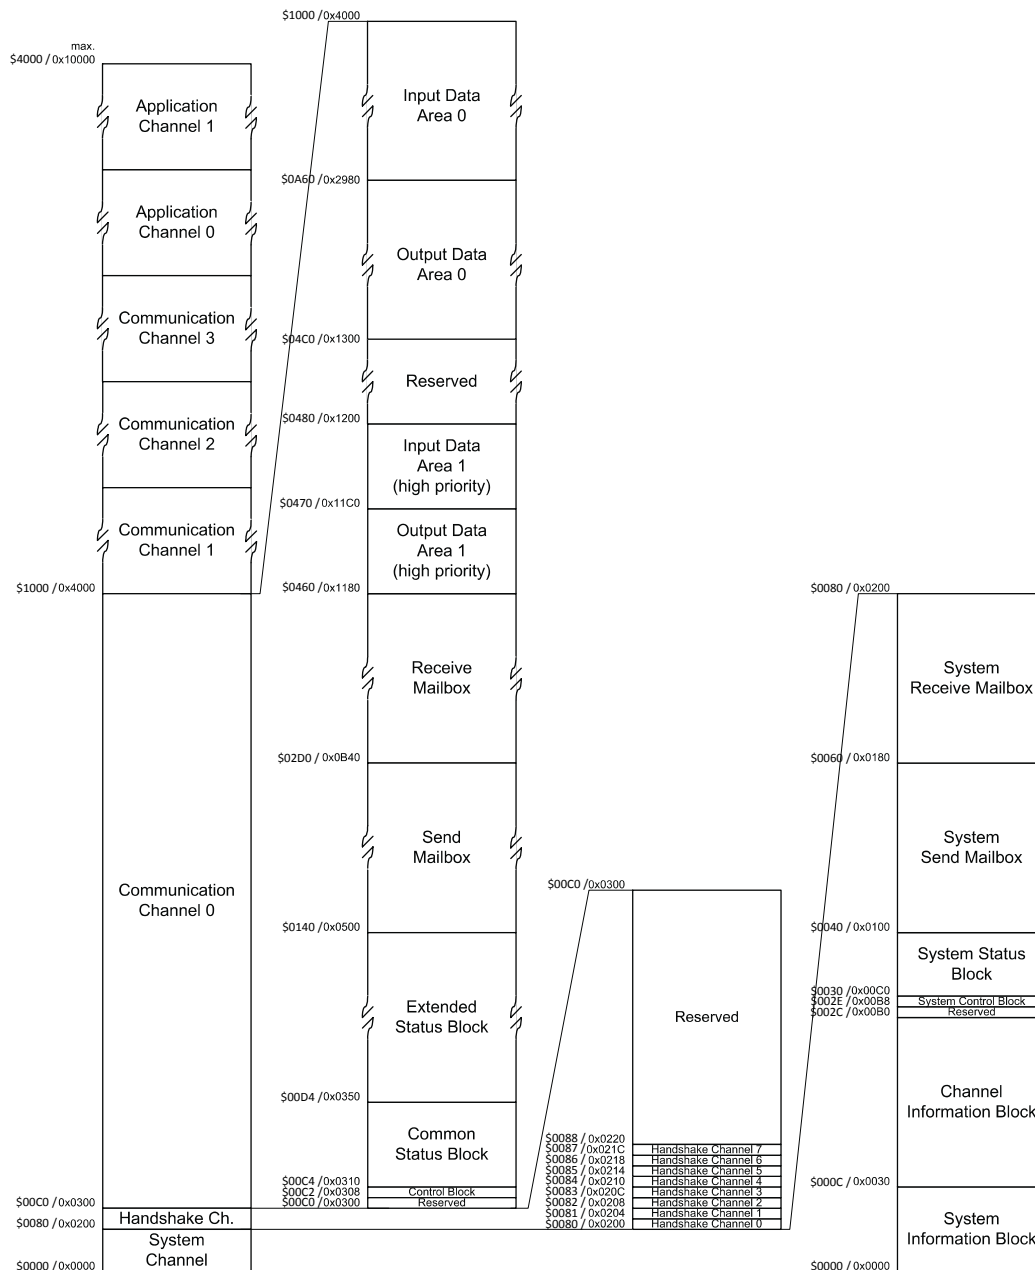 max.
$4000 / 0x10000
Application
Channel 1
Application
Channel 0
Communication
Channel 3
Communication
Channel 2
Communication
Channel 1
$1000 / 0x4000
Communication
Channel 0
$00C0 / 0x0300
Handshake Ch.
$0080 / 0x0200
System
Channel
$0000 / 0x0000
$1000 / 0x4000
Input Data
Area 0
$0A60 / 0x2980
Output Data
Area 0
$04C0 / 0x1300
Reserved
$0480 / 0x1200
Input Data
Area 1
(high priority)
$0470 / 0x11C0
Output Data
Area 1
(high priority)
$0460 / 0x1180
Receive
Mailbox
$02D0 / 0x0B40
Send
Mailbox
$0140 / 0x0500
Extended
Status Block
$00D4 / 0x0350
Common
Status Block
$00C4 / 0x0310
Control Block
$00C2 / 0x0308
Reserved
$00C0 / 0x0300
$00C0 / 0x0300
Reserved
$0088 / 0x0220
Handshake Channel 7
$0087 / 0x021C
Handshake Channel 6
$0086 / 0x0218
Handshake Channel 5
$0085 / 0x0214
Handshake Channel 4
$0084 / 0x0210
Handshake Channel 3
$0083 / 0x020C
Handshake Channel 2
$0082 / 0x0208
Handshake Channel 1
$0081 / 0x0204
Handshake Channel 0
$0080 / 0x0200
$0080 / 0x0200
System
Receive Mailbox
$0060 / 0x0180
System
Send Mailbox
$0040 / 0x0100
System Status
Block
$0030 / 0x00C0
System Control Block
$002E / 0x00B8
Reserved
$002C / 0x00B0
Channel
Information Block
$000C / 0x0030
System
Information Block
$0000 / 0x0000